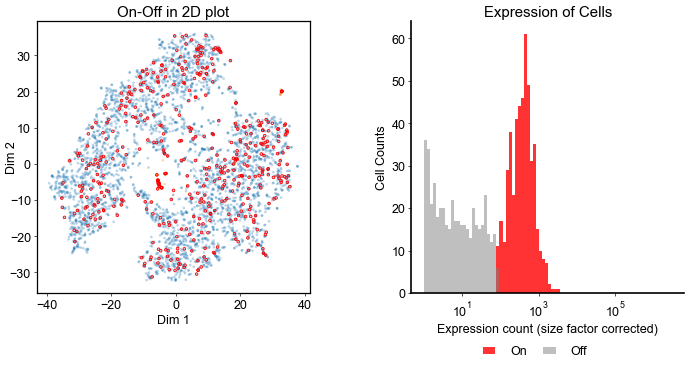 On-Off in 2D plot
Dim 2
30
20
10
0
−10
−20
−30
−40
−20
0
20
40
Dim 1
Expression of Cells
Cell Counts
60
50
40
30
20
10
0
10^1
10^3
10^5
Expression count (size factor corrected)
On
Off